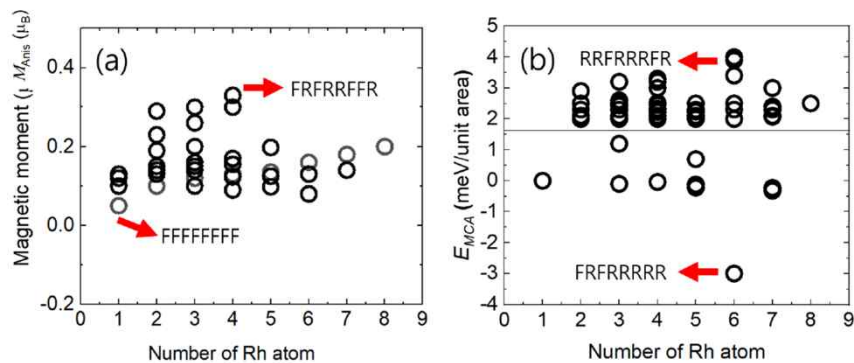 (a)
Magnetic moment (μ M_Anis (μ_B)
0.4
0.2
0.0
-0.2
FRFRRFFR
FFFFFFFF
0 1 2 3 4 5 6 7 8 9
Number of Rh atom
(b)
E_MCA (meV/unit area)
4
3
2
1
0
-1
-2
-3
-4
RRFRRRFR
FRFRRRRR
0 1 2 3 4 5 6 7 8 9
Number of Rh atom